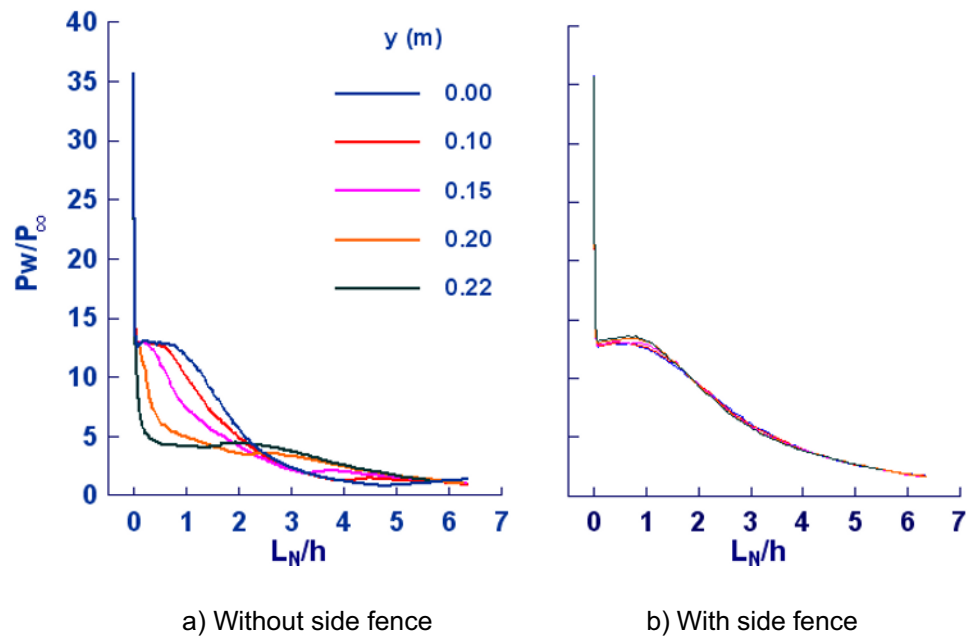 40
35
30
25
20
15
10
5
0
Pw/P∞
y (m)
0.00
0.10
0.15
0.20
0.22
0 1 2 3 4 5 6 7
L_N/h
0 1 2 3 4 5 6 7
L_N/h
a) Without side fence
b) With side fence